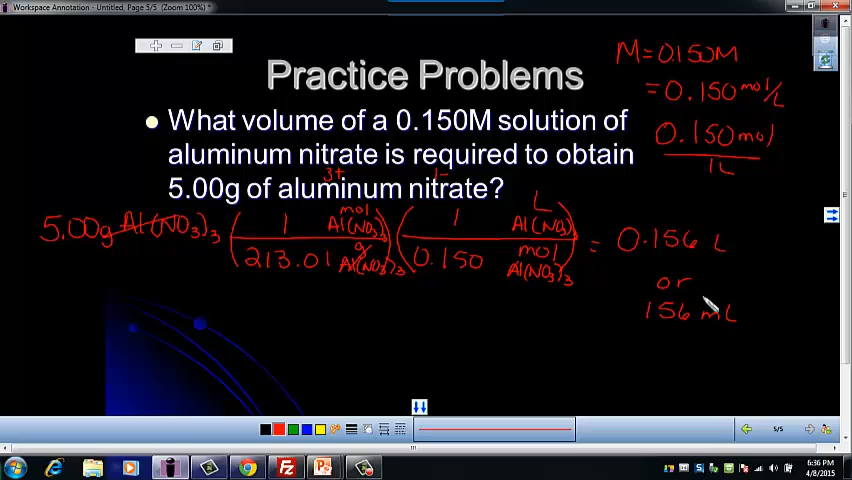 Workspace Annotation - Untitled, Page 5/5 (Zoom 100%) *
Practice Problems
What volume of a 0.150M solution of
aluminum nitrate is required to obtain
5.00g of aluminum nitrate?
3+ 1-
M=0.150M
=0.150 mol/L
0.150 mol
1L
5.00g Al(NO3)3 ( 1 mol Al(NO3)3 / 213.01 g Al(NO3)3 ) ( 1 L Al(NO3)3 / 0.150 mol Al(NO3)3 ) = 0.156 L
or
156 mL
5/5
6:36 PM
4/8/2015